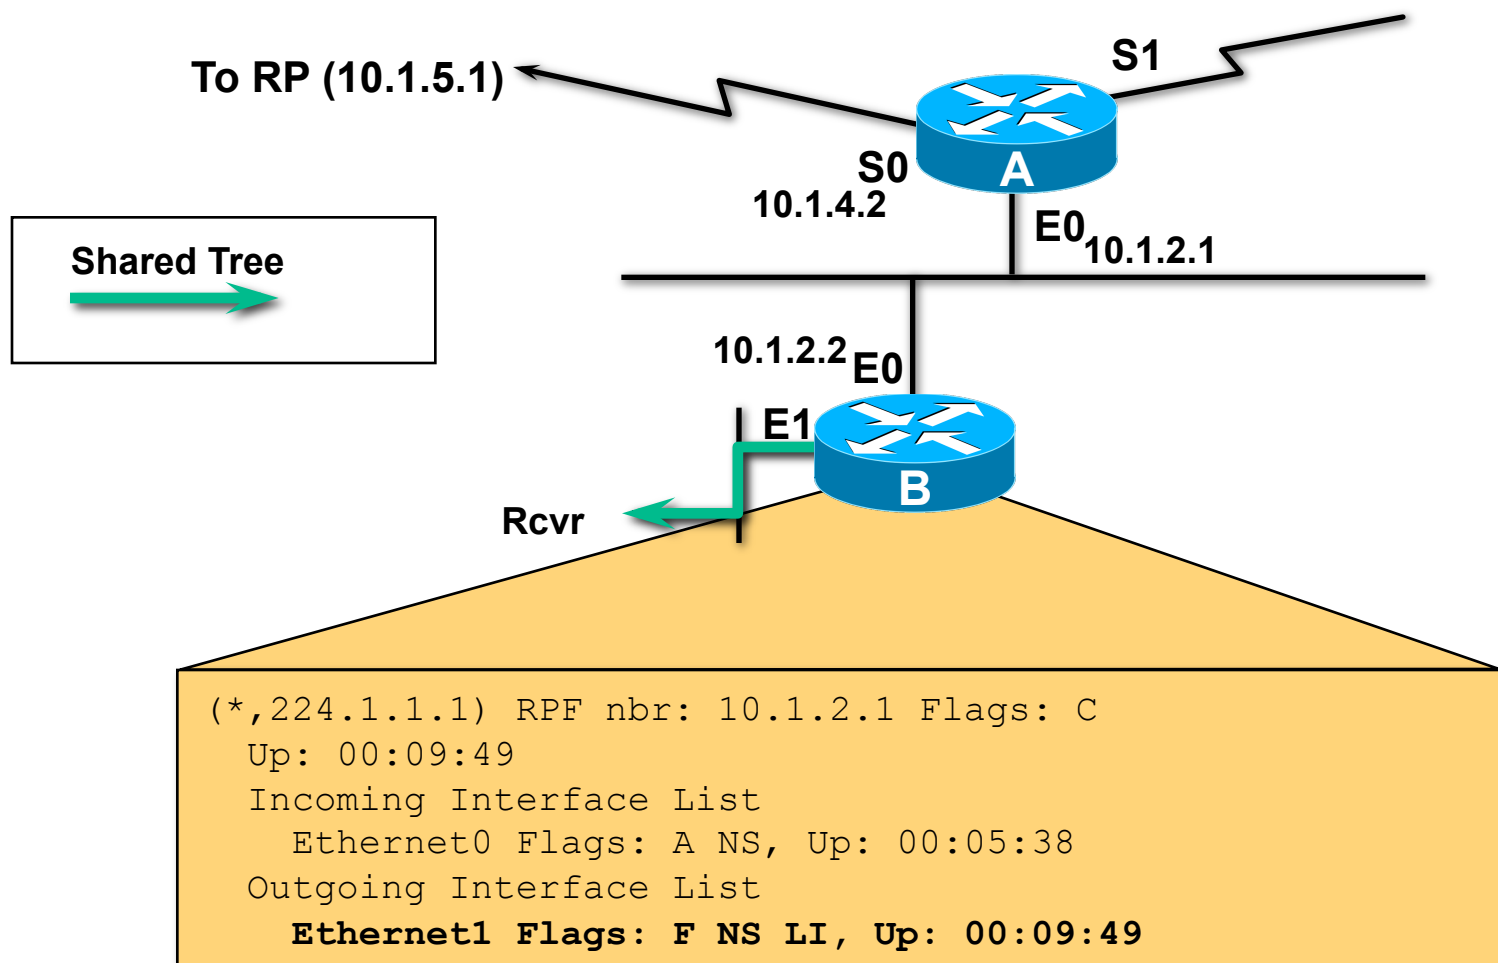 S1
To RP (10.1.5.1)
A
S0
10.1.4.2
E0
10.1.2.1
Shared Tree
10.1.2.2
E0
E1
B
Rcvr
(*,224.1.1.1) RPF nbr: 10.1.2.1 Flags: C
Up: 00:09:49
Incoming Interface List
Ethernet0 Flags: A NS, Up: 00:05:38
Outgoing Interface List
Ethernet1 Flags: F NS LI, Up: 00:09:49